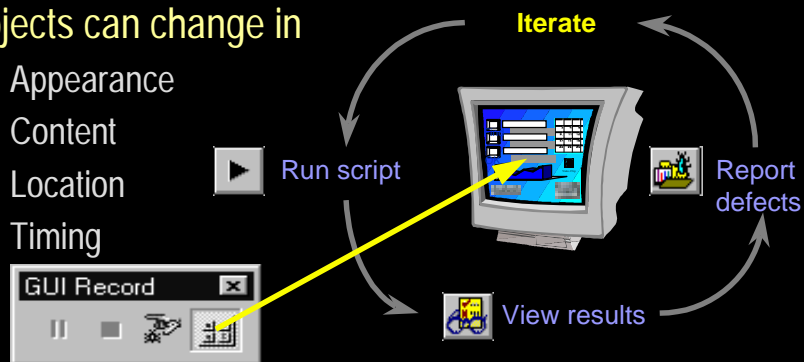 jects can change in
Appearance
Content
Location
Timing
GUI Record
Iterate
Run script
View results
Report
defects